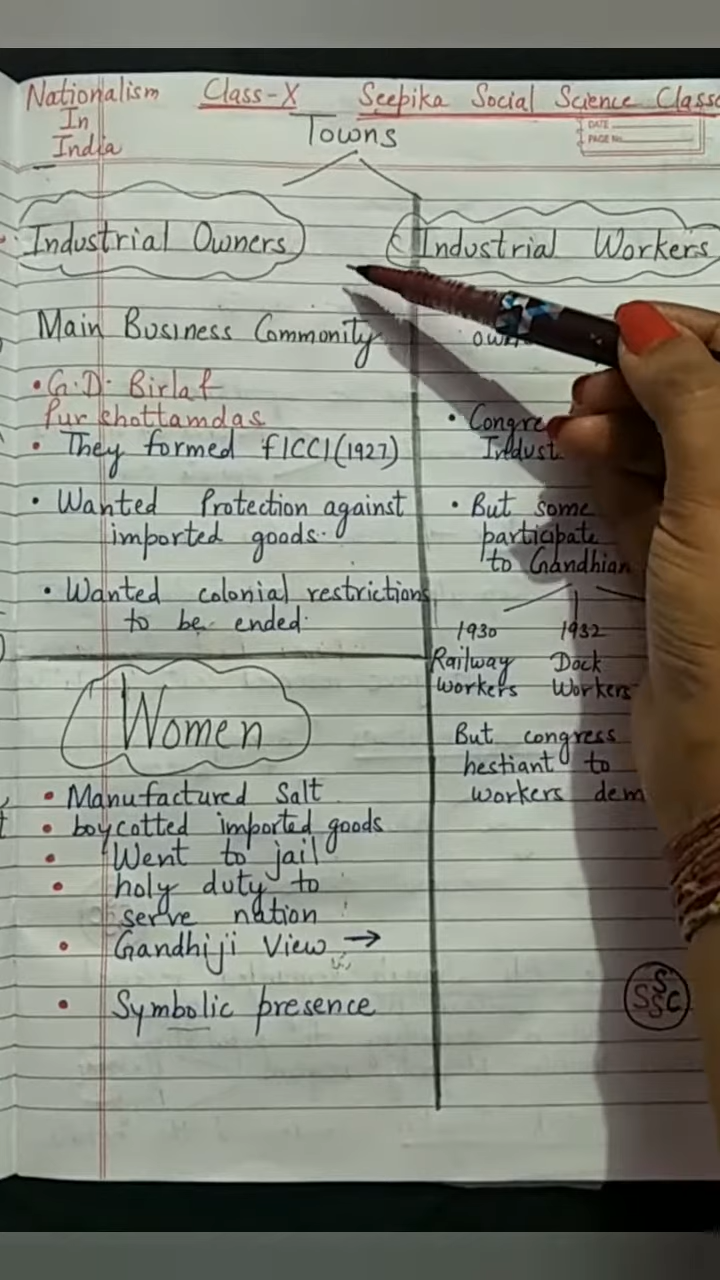 Nationalism
In
India
Class-X
Seepika Social Science
DATE
PAGE No.
Towns
Industrial Owners
Main Business Commonity
• G.D. Birla &
Purshottamdas
• They formed FICCI (1927)
• Wanted Protection against
imported goods.
• Wanted colonial restrictions
to be ended.
Women
• Manufactured Salt
• boycotted imported goods
• Went to jail
• holy duty to
serve nation
• Gandhiji View →
• Symbolic presence
Industrial Workers
• 
• But some
participate
to Gandhian
1930 1932
Railway Dock
workers Workers
But congress
hestiant to
workers
SSSC